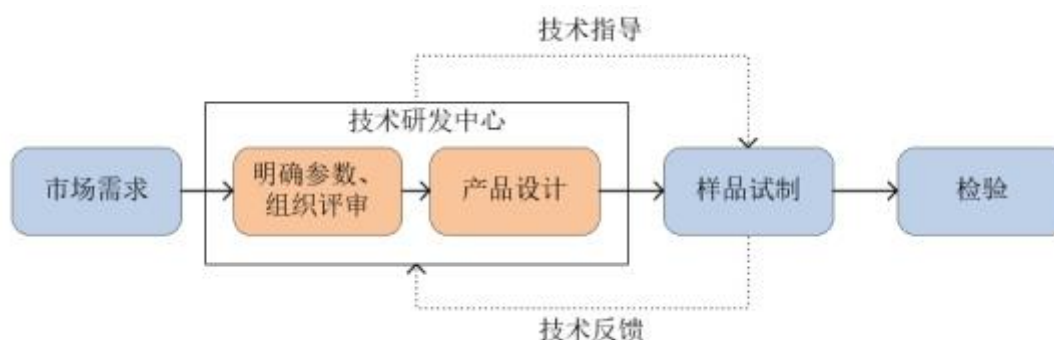 技术指导
技术研发中心
市场需求
明确参数、
组织评审
产品设计
样品试制
检验
技术反馈